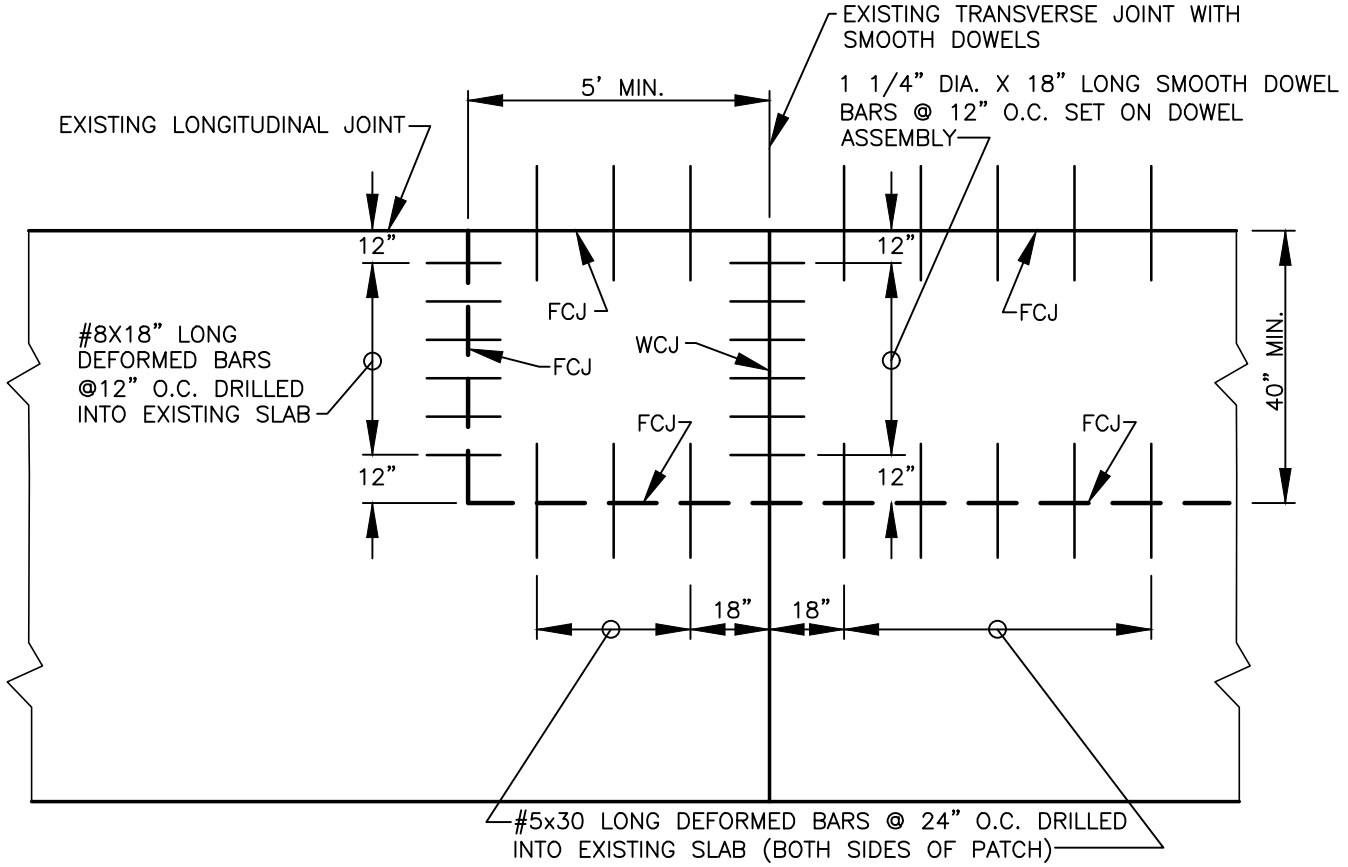 EXISTING TRANSVERSE JOINT WITH
SMOOTH DOWELS
5' MIN.
1 1/4" DIA. X 18" LONG SMOOTH DOWEL
BARS @ 12" O.C. SET ON DOWEL
ASSEMBLY
EXISTING LONGITUDINAL JOINT
12"
12"
FCJ
FCJ
#8X18" LONG
DEFORMED BARS
@12" O.C. DRILLED
INTO EXISTING SLAB
WCJ
FCJ
40" MIN.
FCJ
FCJ
12"
12"
18"
18"
#5x30 LONG DEFORMED BARS @ 24" O.C. DRILLED
INTO EXISTING SLAB (BOTH SIDES OF PATCH)